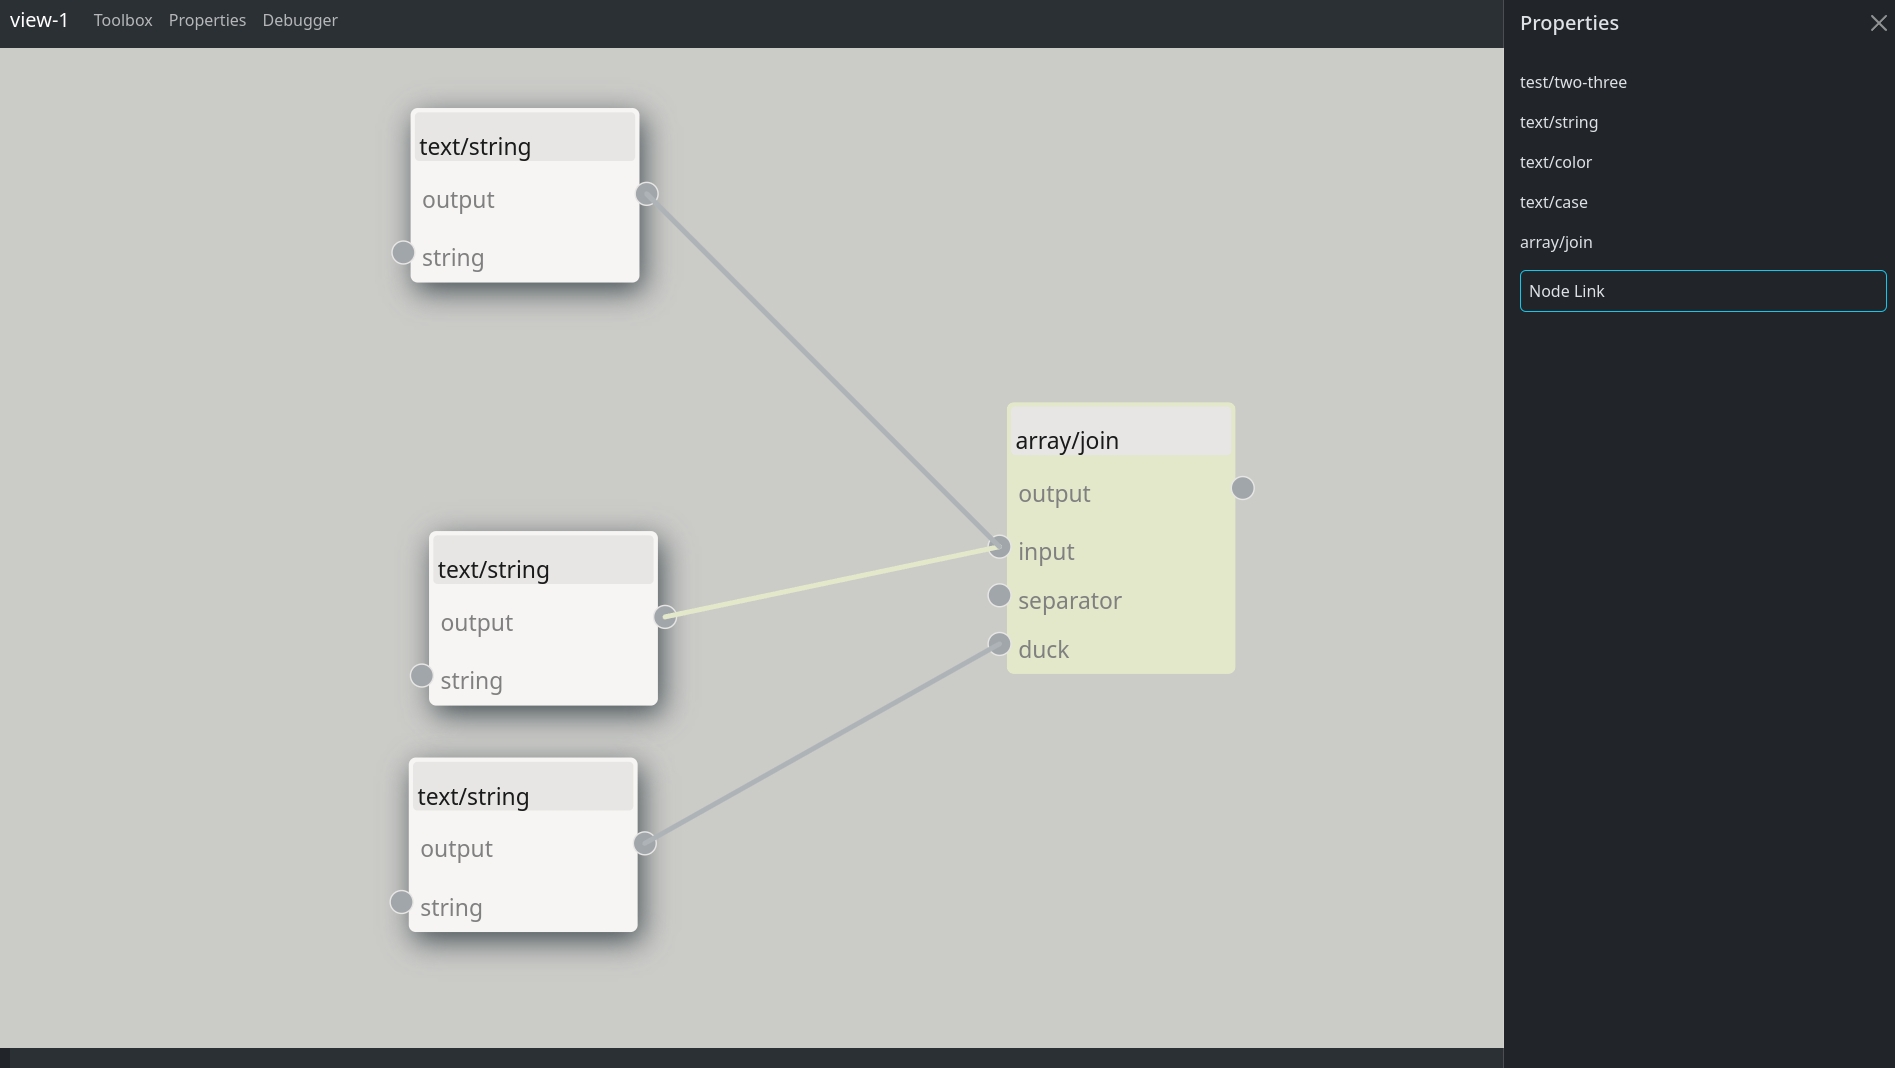 view-1 Toolbox Properties Debugger
text/string
output
string
text/string
output
string
text/string
output
string
array/join
output
input
separator
duck
Properties
test/two-three
text/string
text/color
text/case
array/join
Node Link